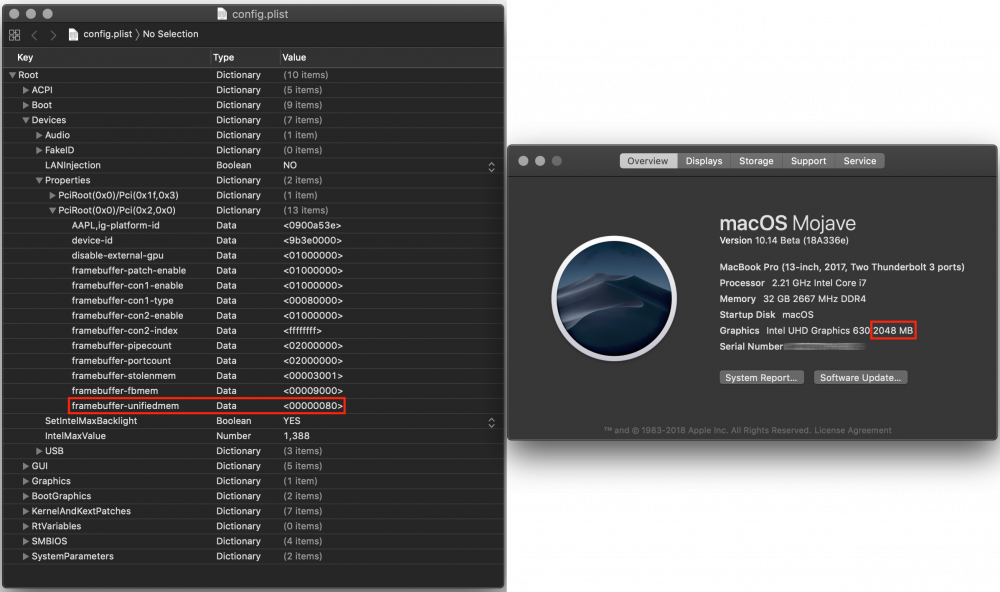 config.plist
config.plist 〉No Selection
Key Type Value
Root Dictionary (10 items)
ACPI Dictionary (5 items)
Boot Dictionary (9 items)
Devices Dictionary (7 items)
Audio Dictionary (1 item)
FakeID Dictionary (0 items)
LANInjection Boolean NO
Properties Dictionary (2 items)
PciRoot(0x0)/Pci(0x1f,0x3) Dictionary (1 item)
PciRoot(0x0)/Pci(0x2,0x0) Dictionary (13 items)
AAPL,ig-platform-id Data <0900a53e>
device-id Data <9b3e0000>
disable-external-gpu Data <01000000>
framebuffer-patch-enable Data <01000000>
framebuffer-con1-enable Data <01000000>
framebuffer-con1-type Data <00080000>
framebuffer-con2-enable Data <01000000>
framebuffer-con2-index Data <ffffffff>
framebuffer-pipecount Data <02000000>
framebuffer-portcount Data <02000000>
framebuffer-stolenmem Data <00003001>
framebuffer-fbmem Data <00009000>
framebuffer-unifiedmem Data <00000080>
SetIntelMaxBacklight Boolean YES
IntelMaxValue Number 1,388
USB Dictionary (3 items)
GUI Dictionary (5 items)
Graphics Dictionary (1 item)
BootGraphics Dictionary (2 items)
KernelAndKextPatches Dictionary (7 items)
RtVariables Dictionary (0 items)
SMBIOS Dictionary (4 items)
SystemParameters Dictionary (2 items)
Overview Displays Storage Support Service
macOS Mojave
Version 10.14 Beta (18A336e)
MacBook Pro (13-inch, 2017, Two Thunderbolt 3 ports)
Processor 2.21 GHz Intel Core i7
Memory 32 GB 2667 MHz DDR4
Startup Disk macOS
Graphics Intel UHD Graphics 630 2048 MB
Serial Number
System Report... Software Update...
™ and © 1983-2018 Apple Inc. All Rights Reserved. License Agreement